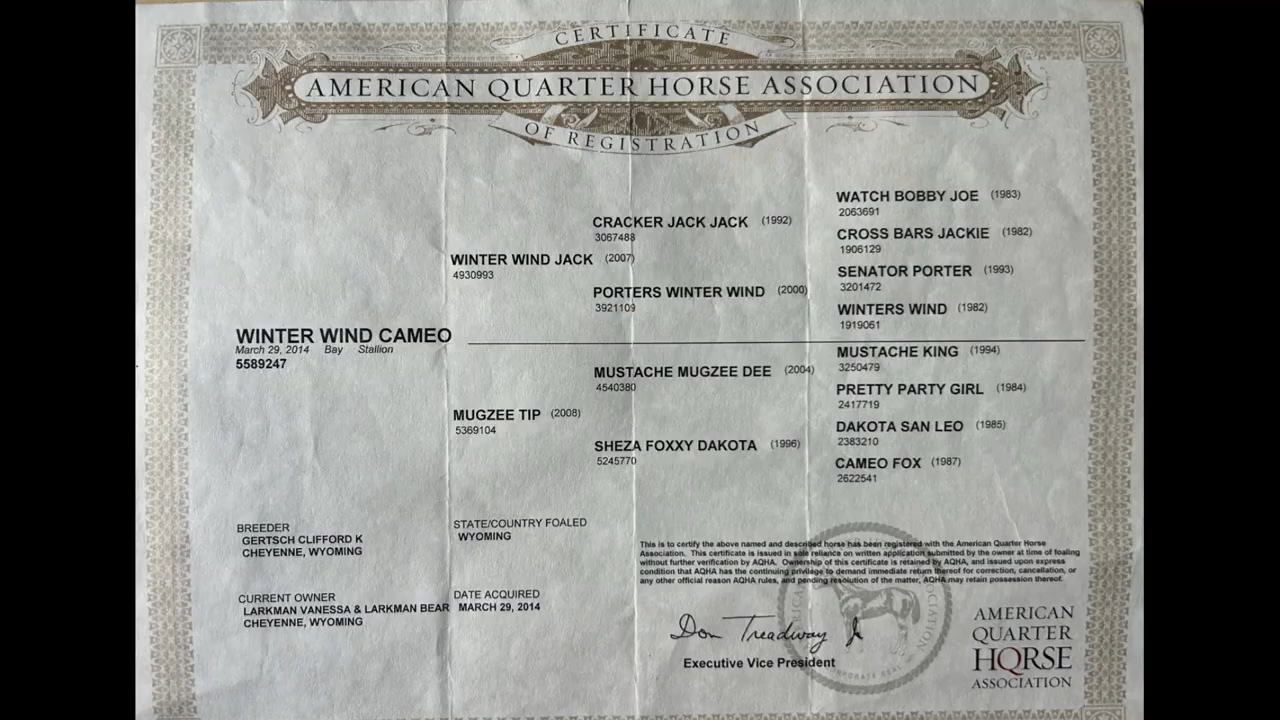 CERTIFICATE
AMERICAN QUARTER HORSE ASSOCIATION
OF REGISTRATION
WATCH BOBBY JOE (1983)
2063691
CRACKER JACK JACK (1992)
3067488
CROSS BARS JACKIE (1982)
1906129
WINTER WIND JACK (2007)
4930993
SENATOR PORTER (1993)
3201472
PORTERS WINTER WIND (2000)
3921109
WINTERS WIND (1982)
1919061
WINTER WIND CAMEO
March 29, 2014 Bay Stallion
5589247
MUSTACHE KING (1994)
3250479
MUSTACHE MUGZEE DEE (2004)
4540380
PRETTY PARTY GIRL (1984)
2417719
MUGZEE TIP (2008)
5369104
DAKOTA SAN LEO (1985)
2383210
SHEZA FOXXY DAKOTA (1996)
5245770
CAMEO FOX (1987)
2622541
BREEDER
GERTSCH CLIFFORD K
CHEYENNE, WYOMING
STATE/COUNTRY FOALED
WYOMING
CURRENT OWNER
LARKMAN VANESSA & LARKMAN BEAR
CHEYENNE, WYOMING
DATE ACQUIRED
MARCH 29, 2014
This is to certify the above named and described horse has been registered with the American Quarter Horse
Association. This certificate is issued in sole reliance on written application submitted by the owner at time of foaling
without further verification by AQHA. Ownership of this certificate is retained by AQHA, and issued upon express
condition that AQHA has the continuing privilege to demand immediate return thereof for correction, cancellation, or
any other official reason AQHA rules, and pending resolution of the matter, AQHA may retain possession thereof.
Don Treadway Jr
Executive Vice President
CORPORATE SEAL
AMERICAN
QUARTER
HORSE
ASSOCIATION